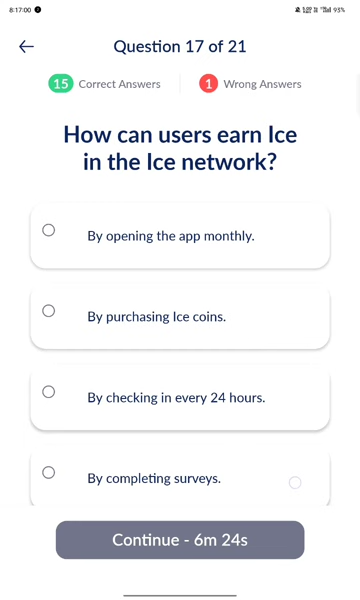 8:17:00
93%
Question 17 of 21
15 Correct Answers
1 Wrong Answers
How can users earn Ice
in the Ice network?
By opening the app monthly.
By purchasing Ice coins.
By checking in every 24 hours.
By completing surveys.
Continue - 6m 24s